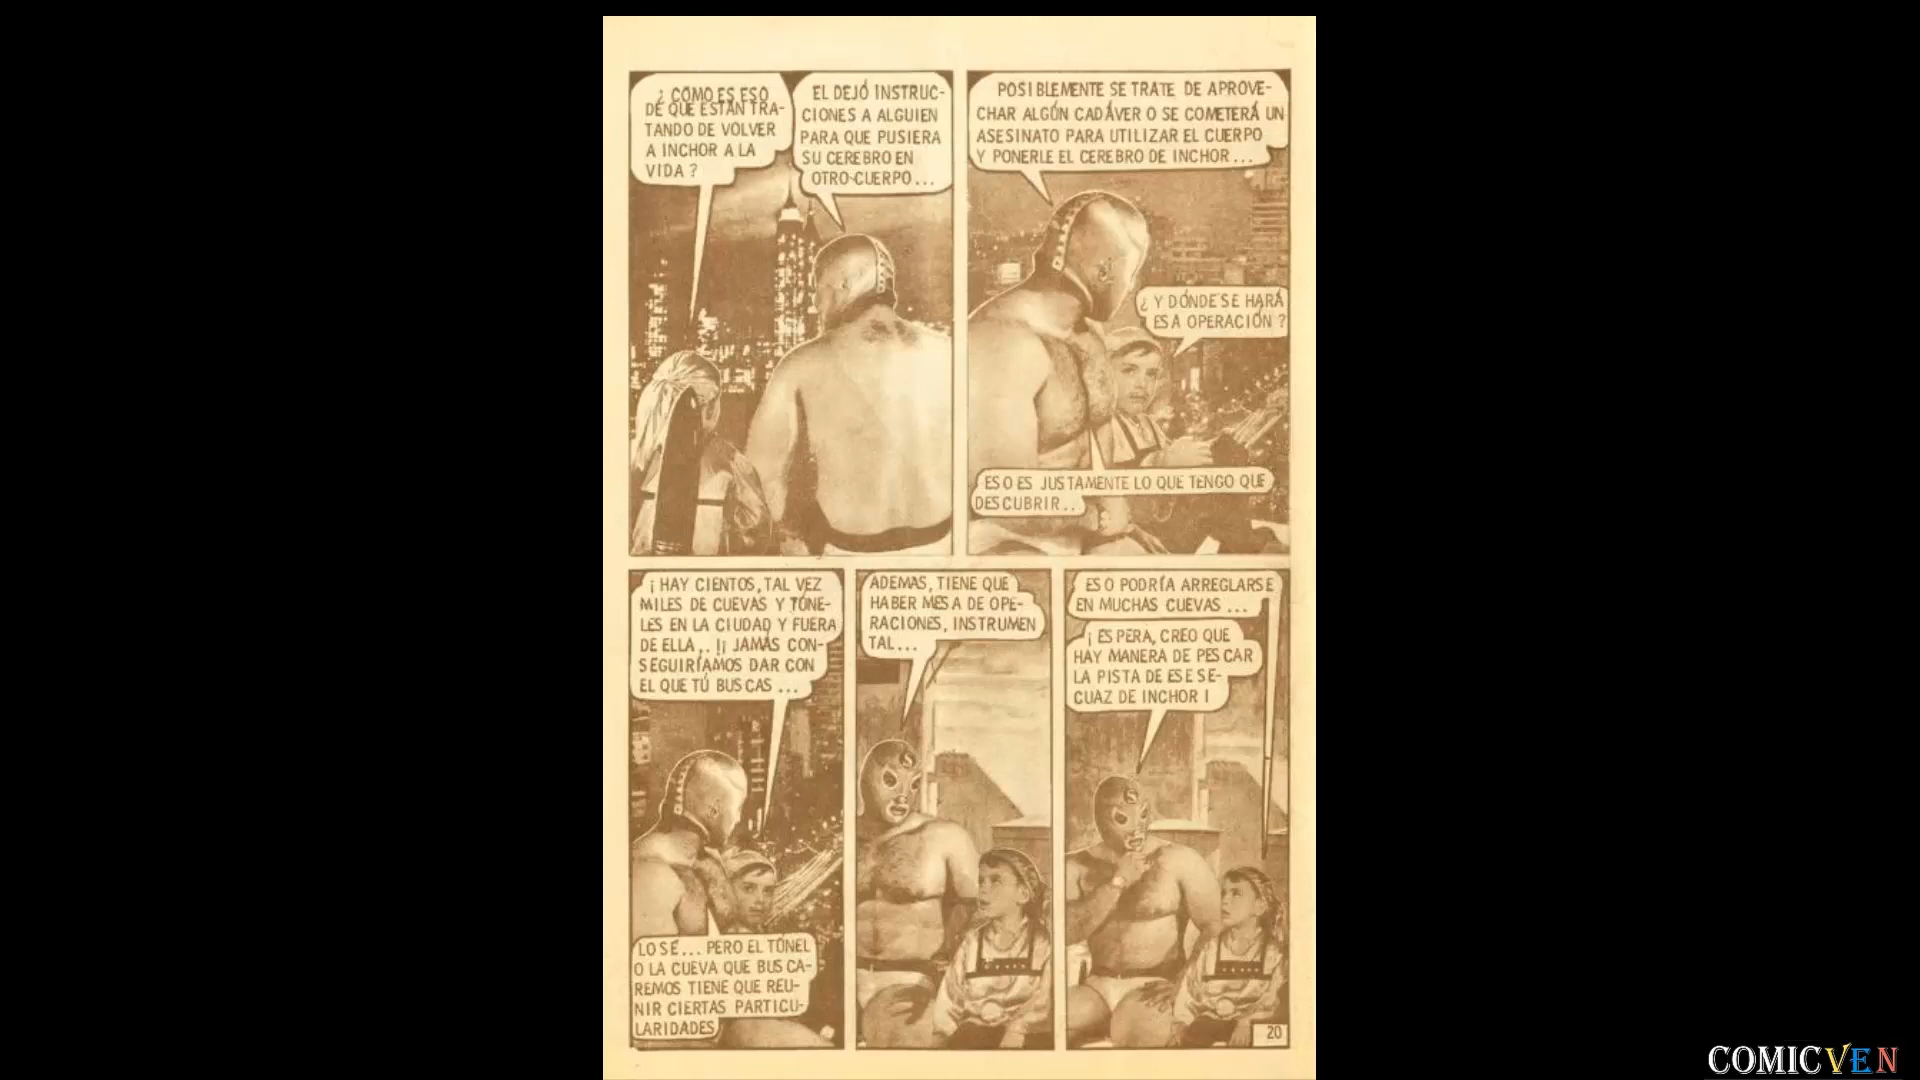 ¿ COMO ES ESO
DE QUE ESTAN TRA-
TANDO DE VOLVER
A INCHOR A LA
VIDA ?
EL DEJÓ INSTRUC-
CIONES A ALGUIEN
PARA QUE PUSIERA
SU CEREBRO EN
OTRO CUERPO...
POSIBLEMENTE SE TRATE DE APROVE-
CHAR ALGÚN CADÁVER O SE COMETERÁ UN
ASESINATO PARA UTILIZAR EL CUERPO
Y PONERLE EL CEREBRO DE INCHOR...
¿ Y DÓNDE SE HARÁ
ESA OPERACIÓN ?
ESO ES JUSTAMENTE LO QUE TENGO QUE
DESCUBRIR...
¡ HAY CIENTOS, TAL VEZ
MILES DE CUEVAS Y TÚNE-
LES EN LA CIUDAD Y FUERA
DE ELLA,. !¡ JAMÁS CON-
SEGUIRÍAMOS DAR CON
EL QUE TÚ BUSCAS ...
LO SÉ... PERO EL TÚNEL
O LA CUEVA QUE BUSCA-
REMOS TIENE QUE REU-
NIR CIERTAS PARTICU-
LARIDADES
ADEMAS, TIENE QUE
HABER MESA DE OPE-
RACIONES, INSTRUMEN
TAL...
ESO PODRÍA ARREGLARSE
EN MUCHAS CUEVAS ...
¡ ESPERA, CREO QUE
HAY MANERA DE PESCAR
LA PISTA DE ESE SE-
CUAZ DE INCHOR !
20
COMICVEN